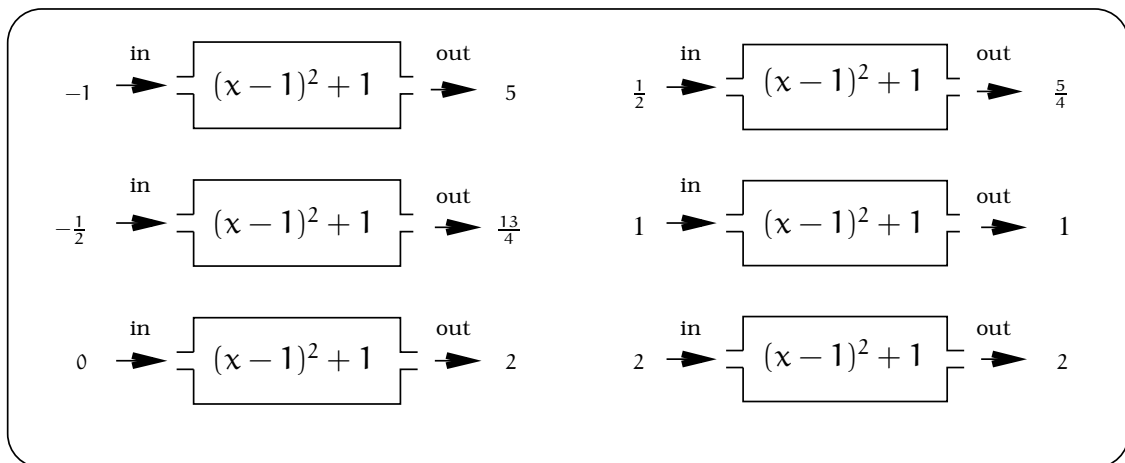 in out in out
−1 (x − 1)² + 1 5 1/2 (x − 1)² + 1 5/4
in out in out
−1/2 (x − 1)² + 1 13/4 1 (x − 1)² + 1 1
in out in out
0 (x − 1)² + 1 2 2 (x − 1)² + 1 2